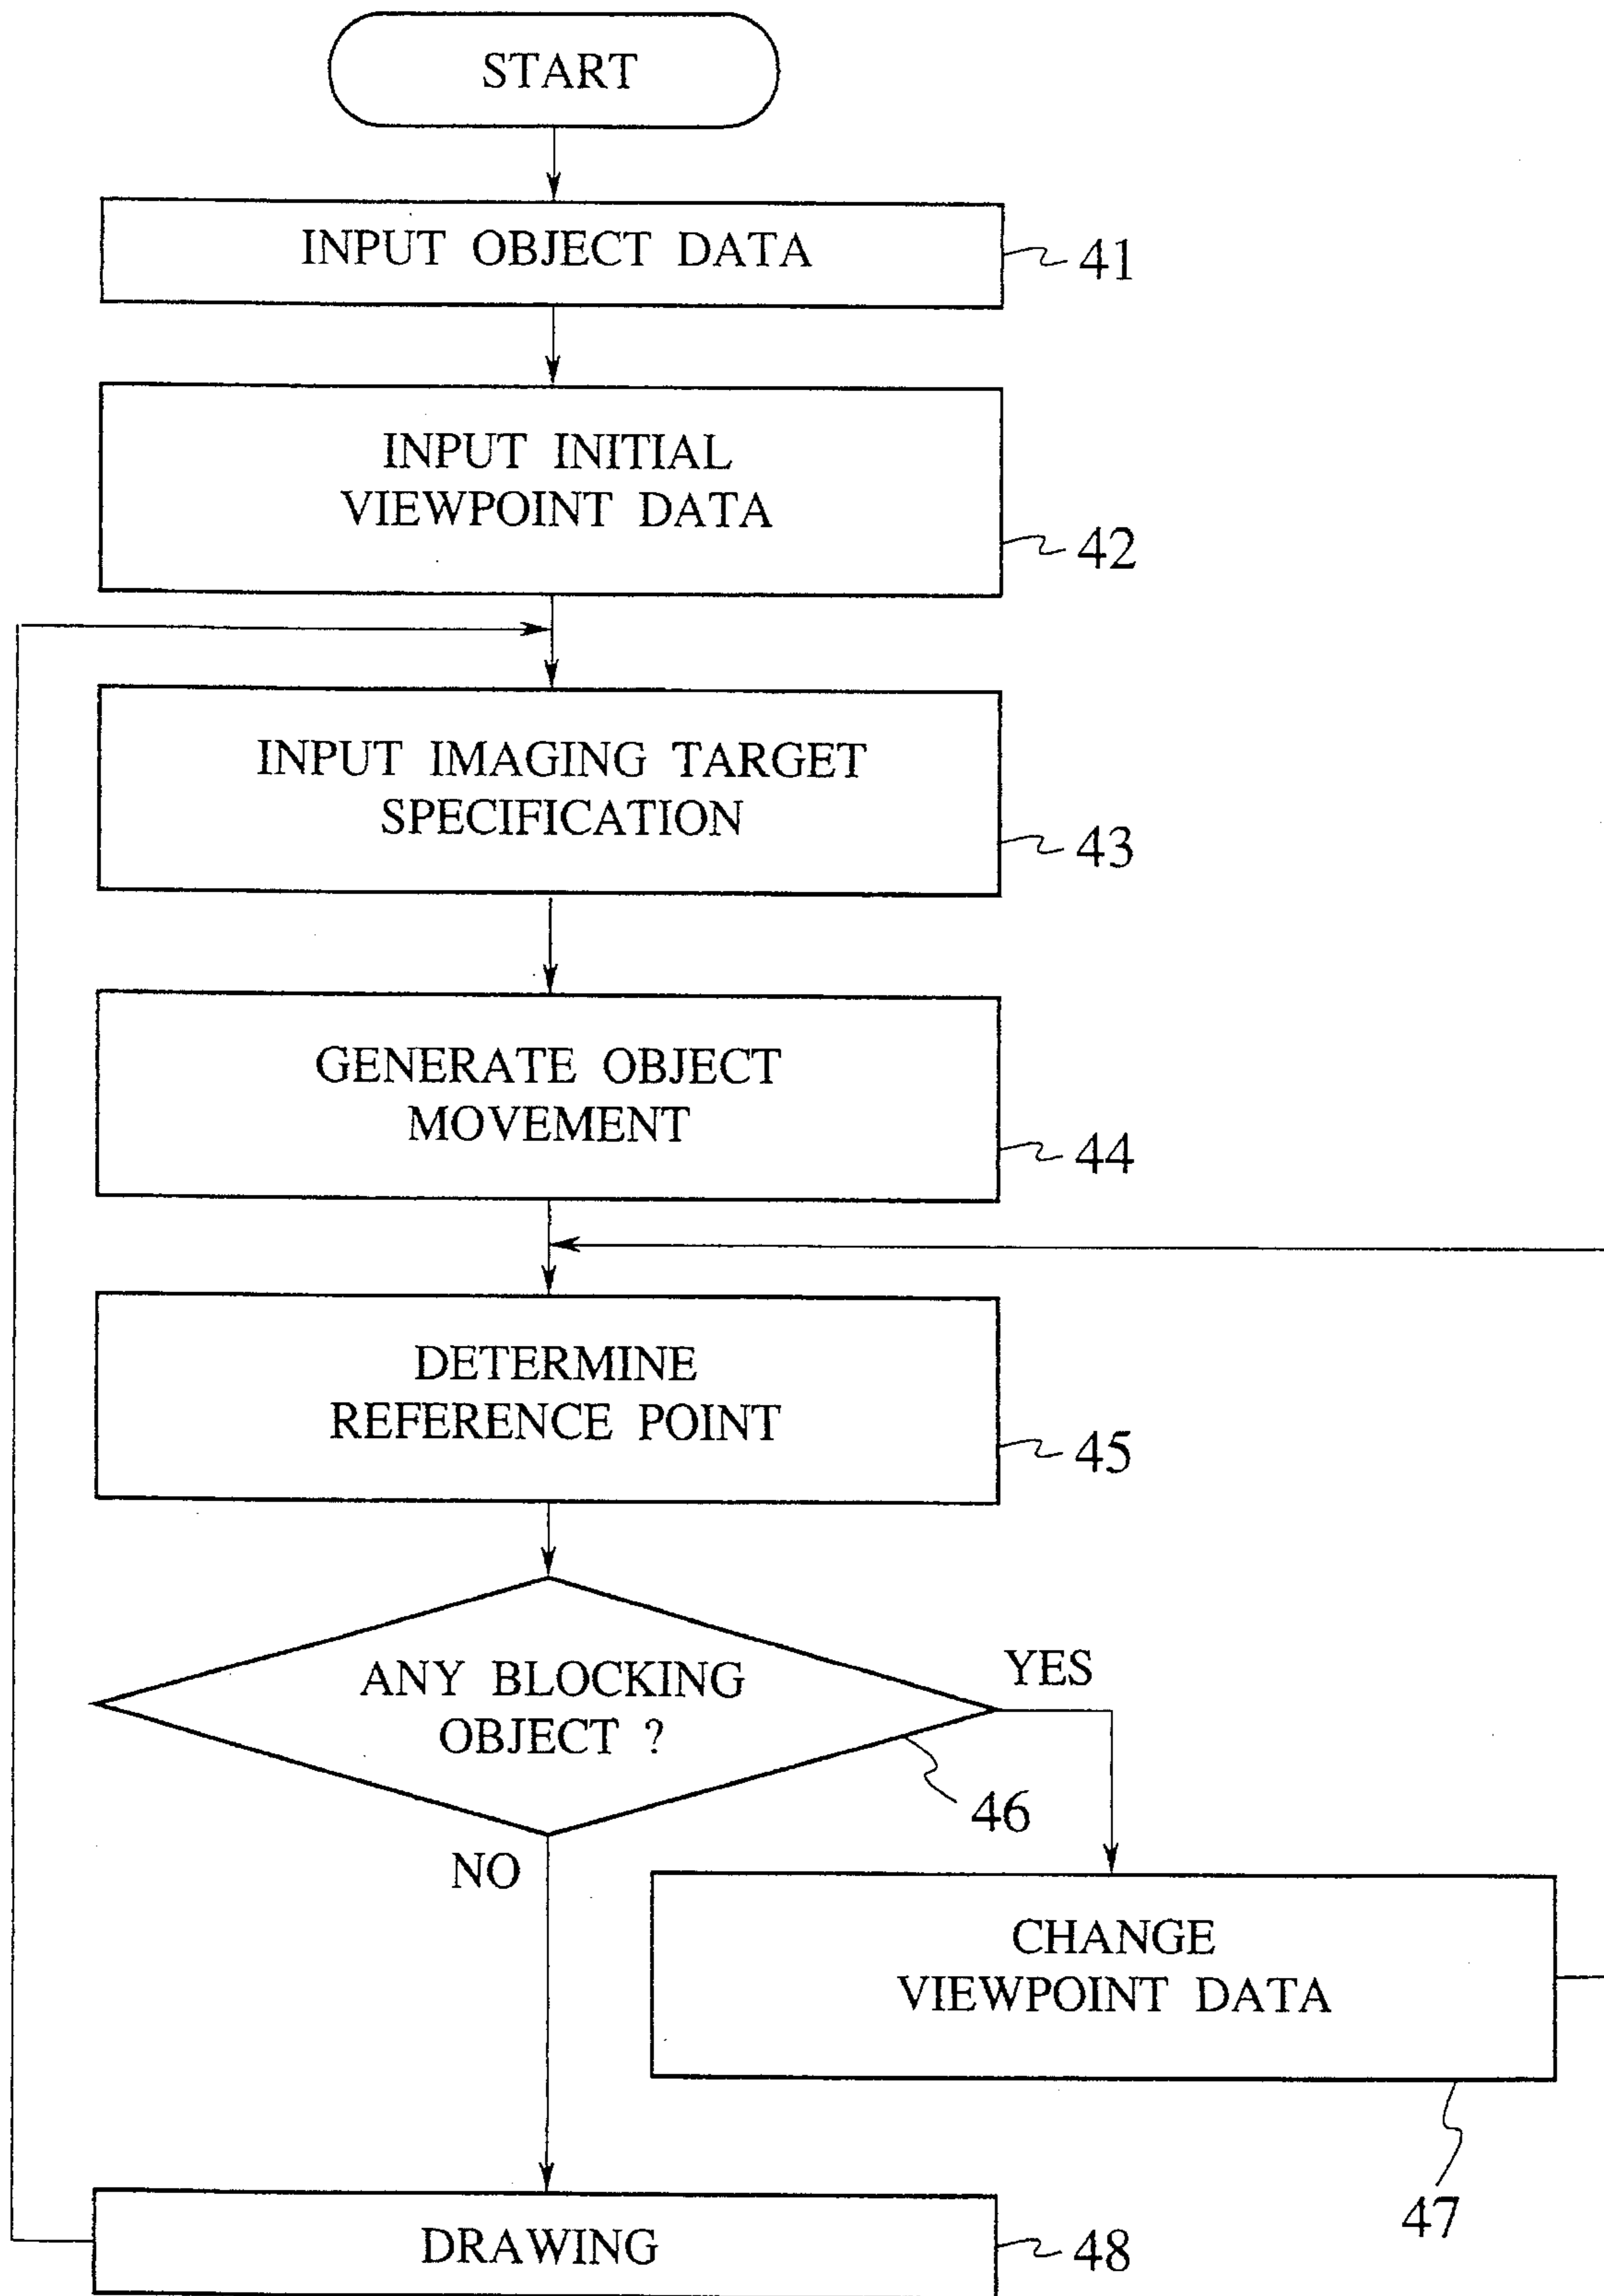 START
INPUT OBJECT DATA
41
INPUT INITIAL
VIEWPOINT DATA
42
INPUT IMAGING TARGET
SPECIFICATION
43
GENERATE OBJECT
MOVEMENT
44
DETERMINE
REFERENCE POINT
45
ANY BLOCKING
OBJECT ?
YES
46
NO
CHANGE
VIEWPOINT DATA
47
DRAWING
48